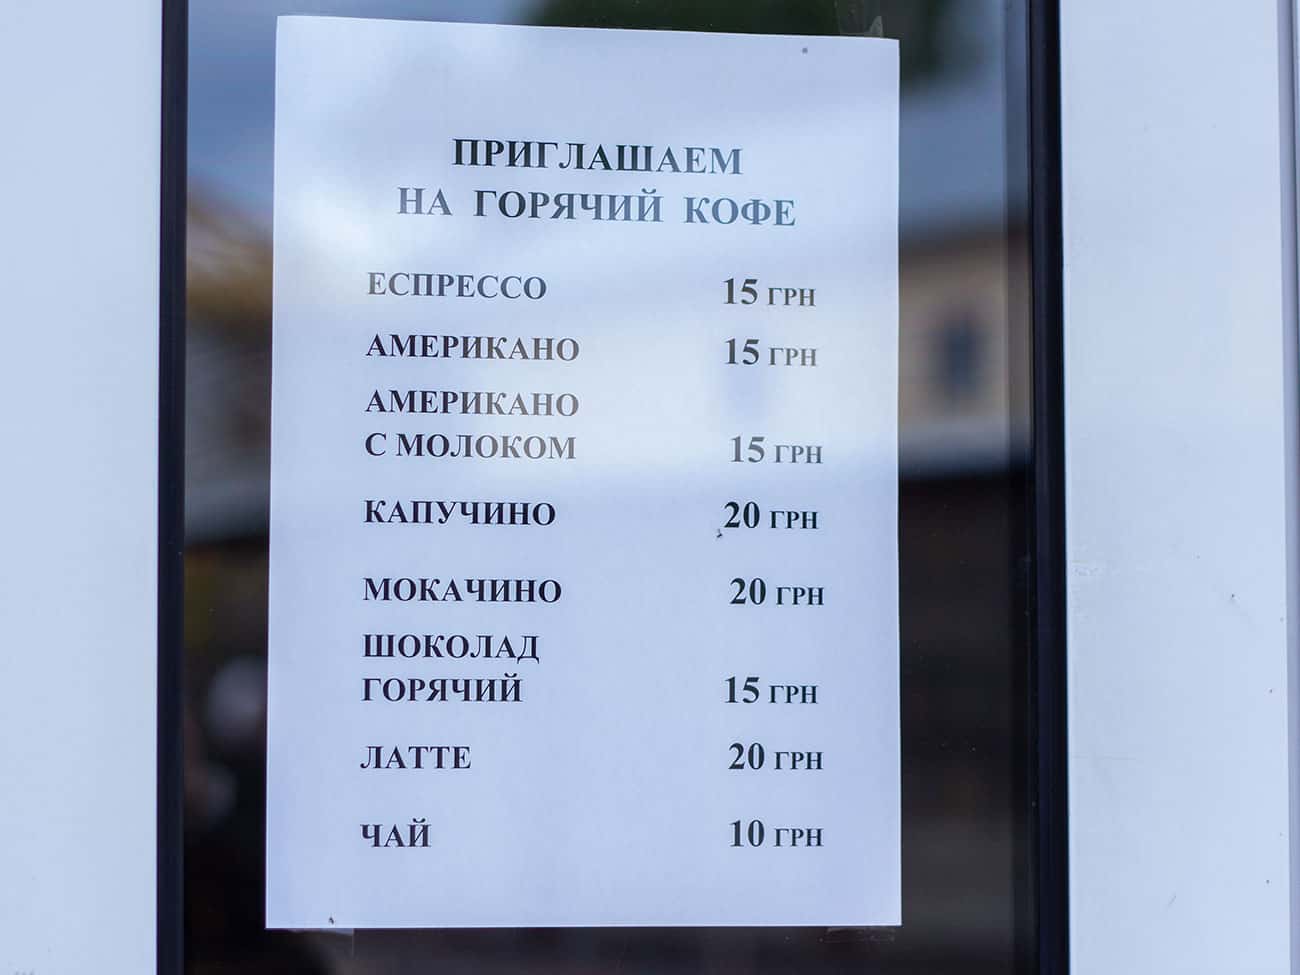 ПРИГЛАШАЕМ
НА ГОРЯЧИЙ КОФЕ
ЕСПРЕССО 15 ГРН
АМЕРИКАНО 15 ГРН
АМЕРИКАНО
С МОЛОКОМ 15 ГРН
КАПУЧИНО 20 ГРН
МОКАЧИНО 20 ГРН
ШОКОЛАД
ГОРЯЧИЙ 15 ГРН
ЛАТТЕ 20 ГРН
ЧАЙ 10 ГРН